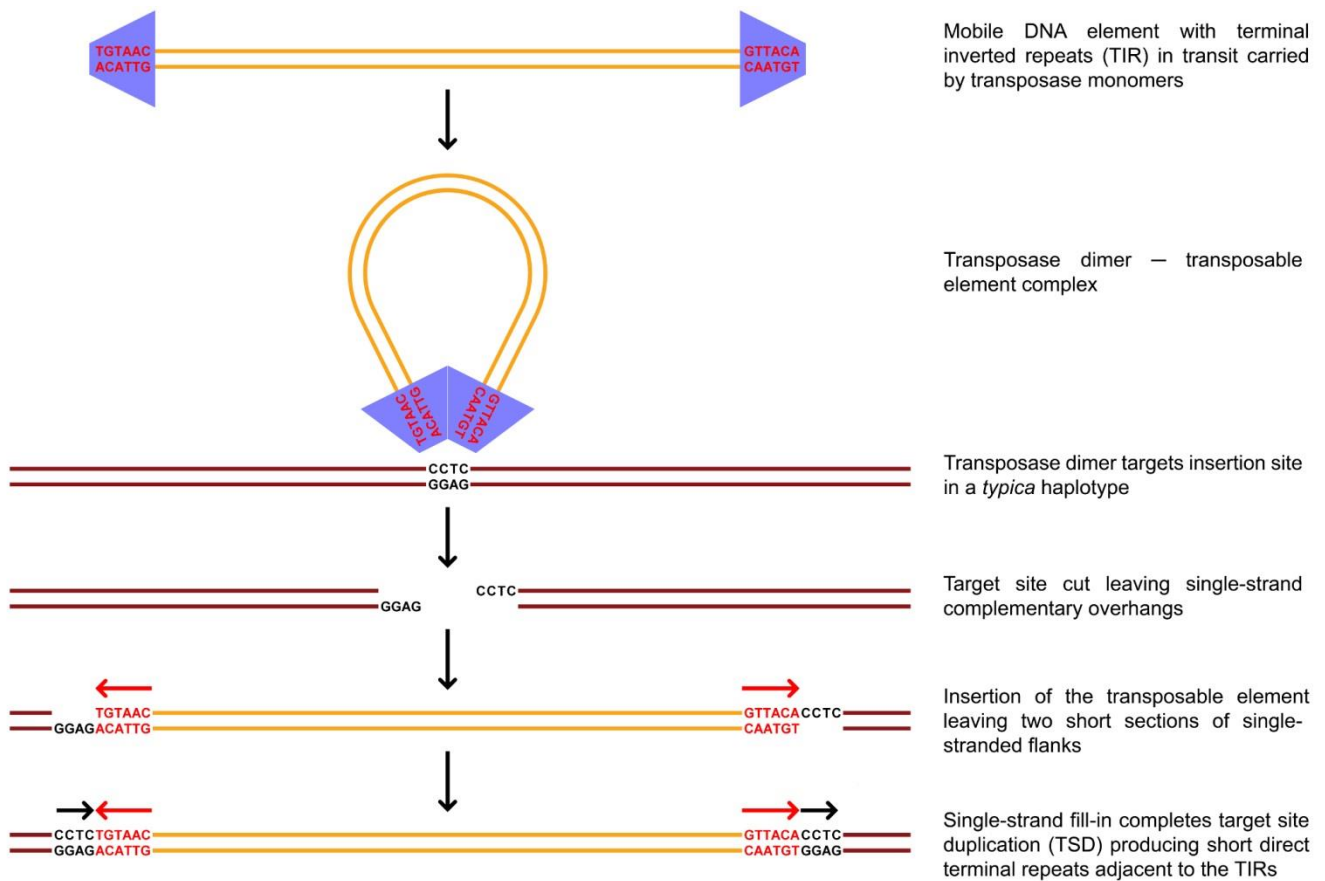 TGTAAC
ACATTG
GTTACA
CAATGT
Mobile DNA element with terminal
inverted repeats (TIR) in transit carried
by transposase monomers
Transposase dimer — transposable
element complex
TGTAAC
ACATTG
GTTACA
CAATGT
CCTC
GGAG
Transposase dimer targets insertion site
in a typica haplotype
CCTC
GGAG
Target site cut leaving single-strand
complementary overhangs
TGTAAC
GGAGACATTG
GTTACACCTC
CAATGT
Insertion of the transposable element
leaving two short sections of single-
stranded flanks
CCTCTGTAAC
GGAGACATTG
GTTACACCTC
CAATGTGGAG
Single-strand fill-in completes target site
duplication (TSD) producing short direct
terminal repeats adjacent to the TIRs